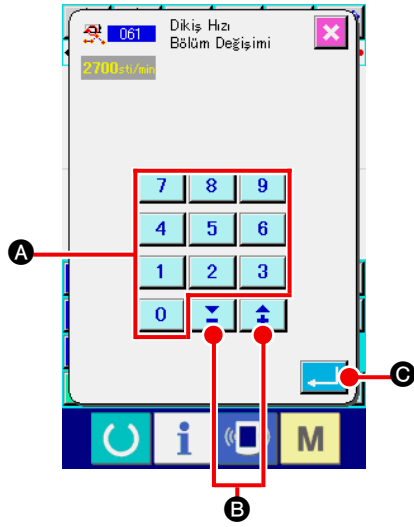 061
Dikiş Hızı
Bölüm Değişimi
2700sti/min
7 8 9
4 5 6
A
1 2 3
0
C
i M
B